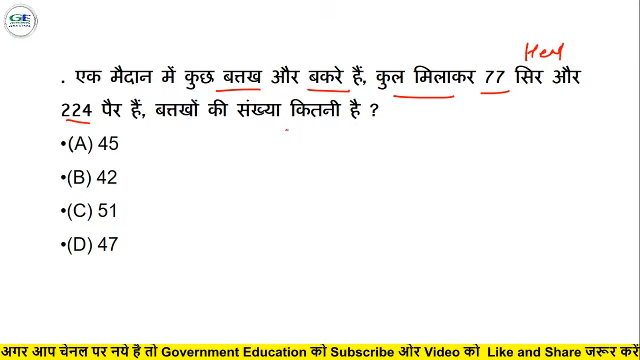 GE
Head
. एक मैदान में कुछ बत्तख और बकरे हैं, कुल मिलाकर 77 सिर और
224 पैर हैं, बत्तखों की संख्या कितनी है ?
•(A) 45
•(B) 42
•(C) 51
•(D) 47
अगर आप चेनल पर नये है तो Government Education को Subscribe ओर Video को Like and Share जरूर करे